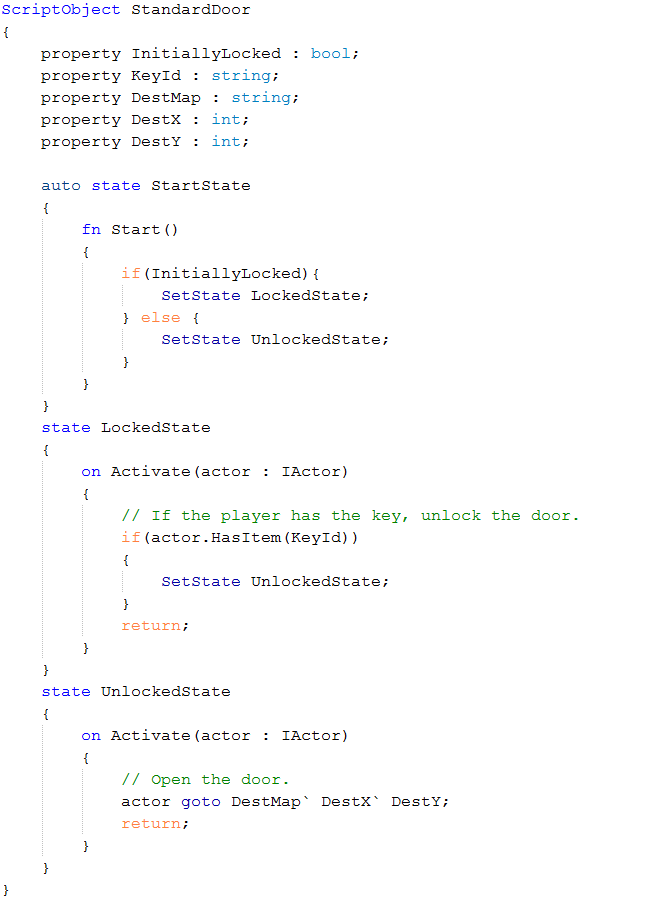 ScriptObject StandardDoor
{
    property InitiallyLocked : bool;
    property KeyId : string;
    property DestMap : string;
    property DestX : int;
    property DestY : int;

    auto state StartState
    {
        fn Start()
        {
            if(InitiallyLocked){
                SetState LockedState;
            } else {
                SetState UnlockedState;
            }
        }
    }
    state LockedState
    {
        on Activate(actor : IActor)
        {
            // If the player has the key, unlock the door.
            if(actor.HasItem(KeyId))
            {
                SetState UnlockedState;
            }
            return;
        }
    }
    state UnlockedState
    {
        on Activate(actor : IActor)
        {
            // Open the door.
            actor goto DestMap` DestX` DestY;
            return;
        }
    }
}